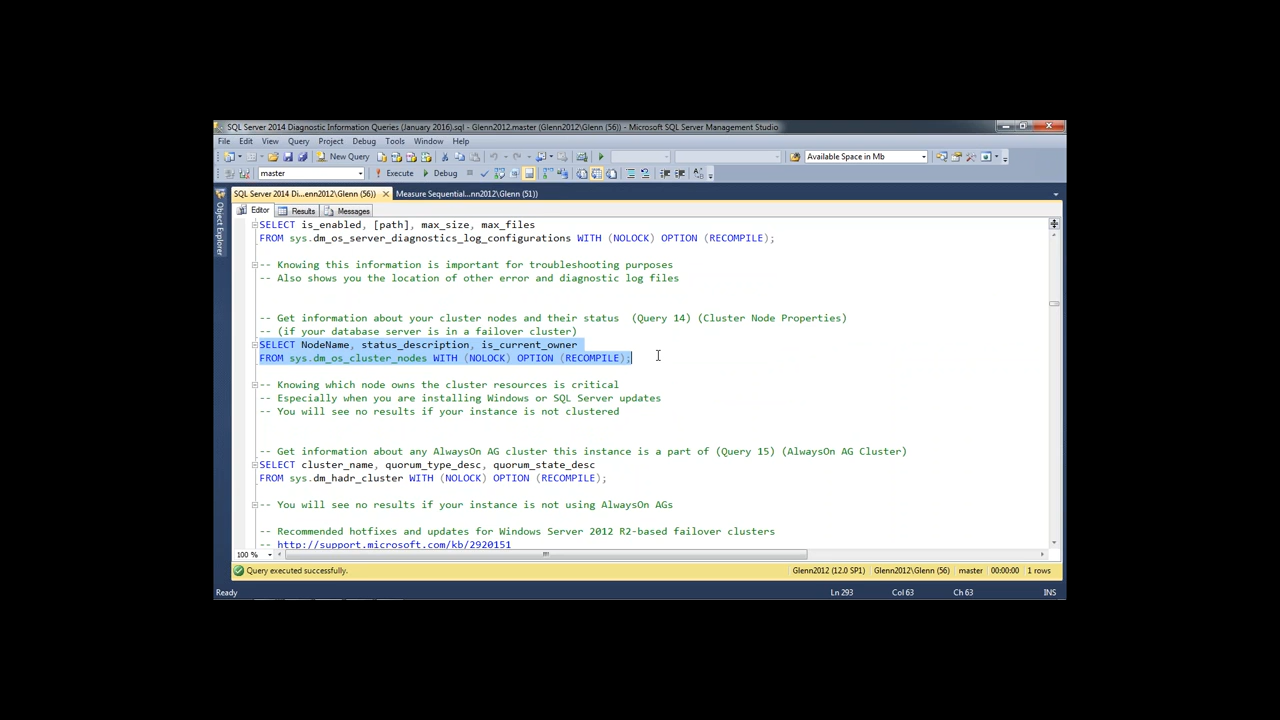 SQL Server 2014 Diagnostic Information Queries (January 2016).sql - Glenn2012.master (Glenn2012\Glenn (56)) - Microsoft SQL Server Management Studio
File Edit View Query Project Debug Tools Window Help
New Query Available Space in Mb
master Execute Debug
SQL Server 2014 Di...enn2012\Glenn (56)) Measure Sequential...nn2012\Glenn (51))
Object Explorer
Editor Results Messages
SELECT is_enabled, [path], max_size, max_files
FROM sys.dm_os_server_diagnostics_log_configurations WITH (NOLOCK) OPTION (RECOMPILE);
-- Knowing this information is important for troubleshooting purposes
-- Also shows you the location of other error and diagnostic log files
-- Get information about your cluster nodes and their status (Query 14) (Cluster Node Properties)
-- (if your database server is in a failover cluster)
SELECT NodeName, status_description, is_current_owner
FROM sys.dm_os_cluster_nodes WITH (NOLOCK) OPTION (RECOMPILE);
-- Knowing which node owns the cluster resources is critical
-- Especially when you are installing Windows or SQL Server updates
-- You will see no results if your instance is not clustered
-- Get information about any AlwaysOn AG cluster this instance is a part of (Query 15) (AlwaysOn AG Cluster)
SELECT cluster_name, quorum_type_desc, quorum_state_desc
FROM sys.dm_hadr_cluster WITH (NOLOCK) OPTION (RECOMPILE);
-- You will see no results if your instance is not using AlwaysOn AGs
-- Recommended hotfixes and updates for Windows Server 2012 R2-based failover clusters
-- http://support.microsoft.com/kb/2920151
100 %
Query executed successfully. Glenn2012 (12.0 SP1) Glenn2012\Glenn (56) master 00:00:00 1 rows
Ready Ln 293 Col 63 Ch 63 INS